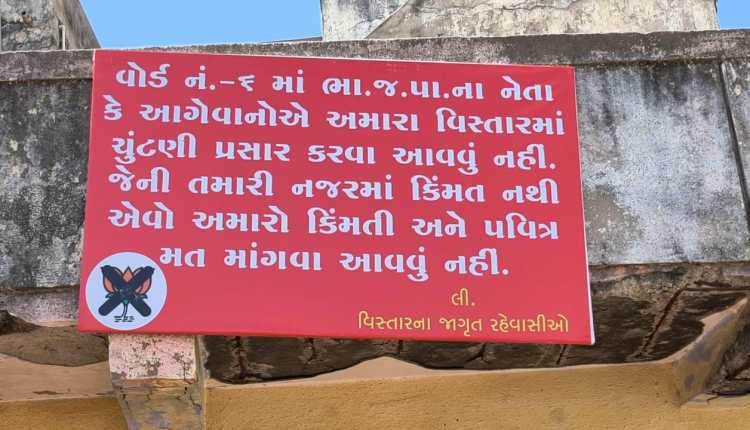 વોર્ડ નં.-૬ માં ભા.જ.પા.ના નેતા
કે આગેવાનોએ અમારા વિસ્તારમાં
ચુંટણી પ્રસાર કરવા આવવું નહીં.
જેની તમારી નજરમાં કિંમત નથી
એવો અમારો કિંમતી અને પવિત્ર
મત માંગવા આવવું નહીં.
લી.
વિસ્તારના જાગૃત રહેવાસીઓ